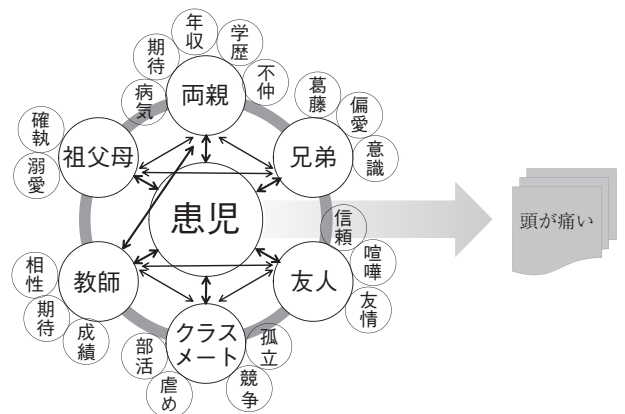 年収
学歴
期待
不仲
病気
両親
葛藤
偏愛
意識
兄弟
確執
溺愛
祖父母
患児
頭が痛い
信頼
喧嘩
友情
友人
相性
期待
成績
教師
クラス
メート
部活
虐め
孤立
競争